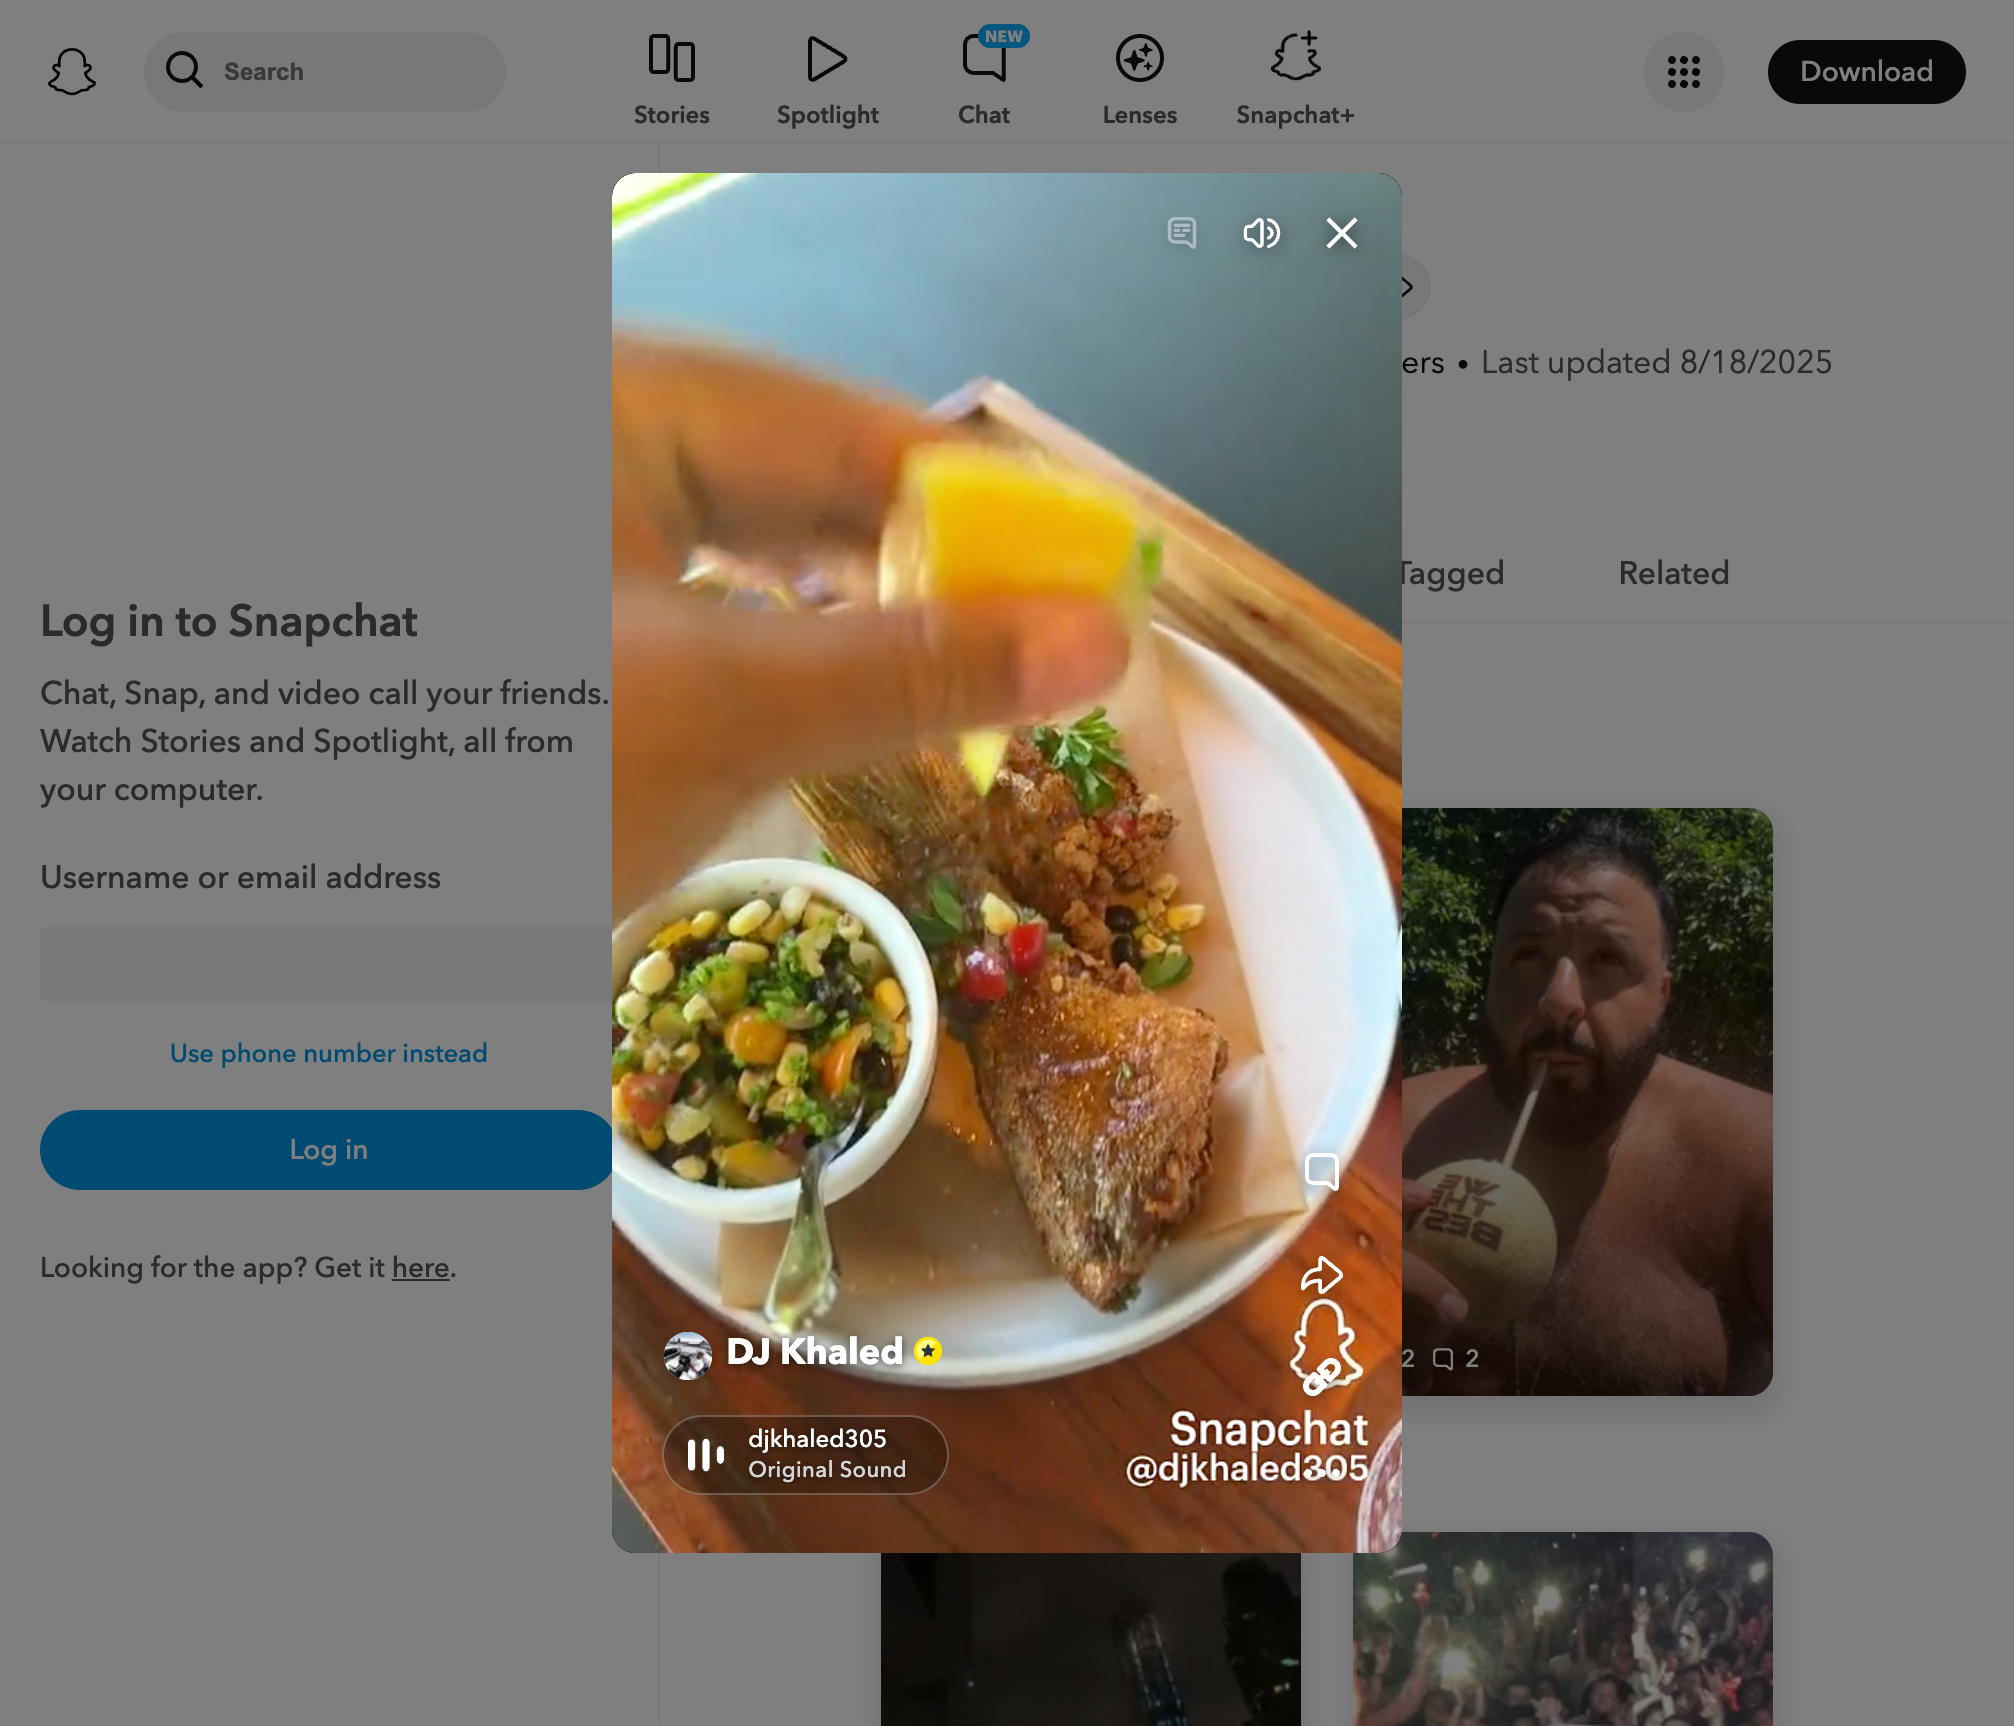 Search
Stories
Spotlight
NEW
Chat
Lenses
Snapchat+
Download
ers • Last updated 8/18/2025
Tagged
Related
Log in to Snapchat
Chat, Snap, and video call your friends.
Watch Stories and Spotlight, all from
your computer.
Username or email address
Use phone number instead
Log in
Looking for the app? Get it here.
DJ Khaled
djkhaled305
Original Sound
Snapchat
@djkhaled305
WE
THE
BEST
2
2